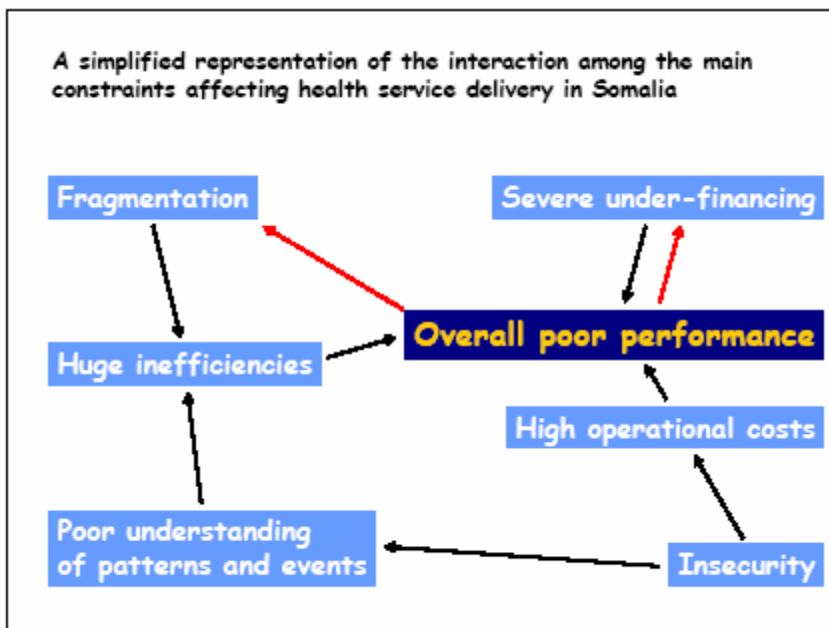 A simplified representation of the interaction among the main
constraints affecting health service delivery in Somalia
Fragmentation
Severe under-financing
Overall poor performance
Huge inefficiencies
High operational costs
Poor understanding
of patterns and events
Insecurity